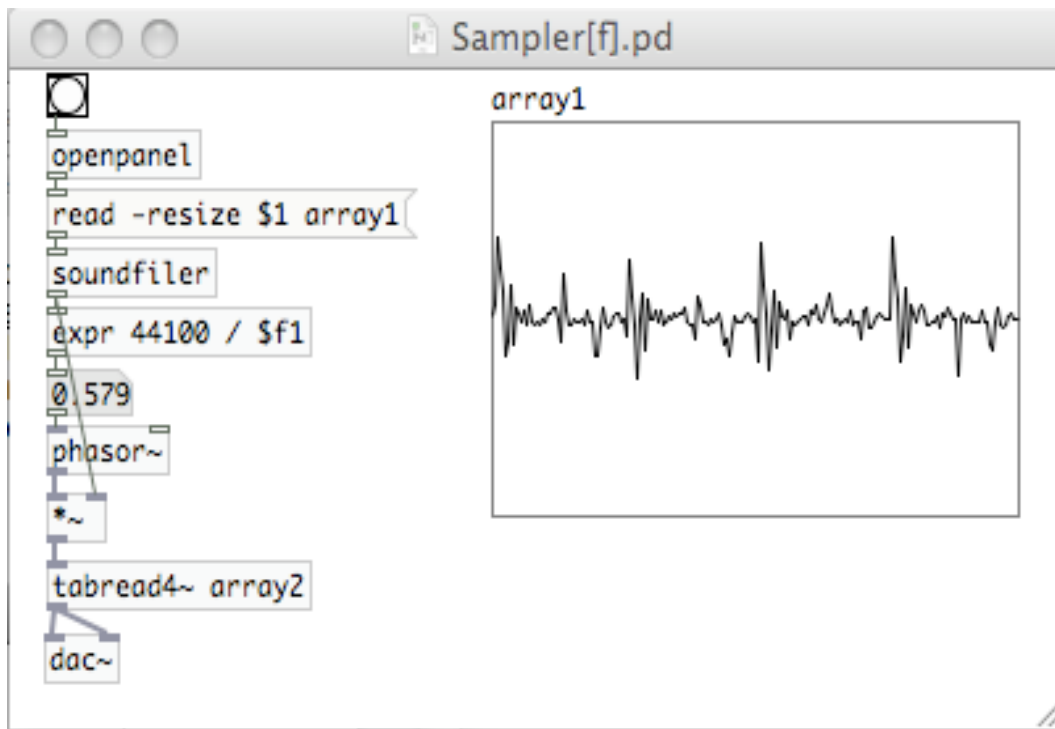 Sampler[f].pd
array1
openpanel
read -resize $1 array1
soundfiler
expr 44100 / $f1
0.579
phasor~
*~
tabread4~ array2
dac~